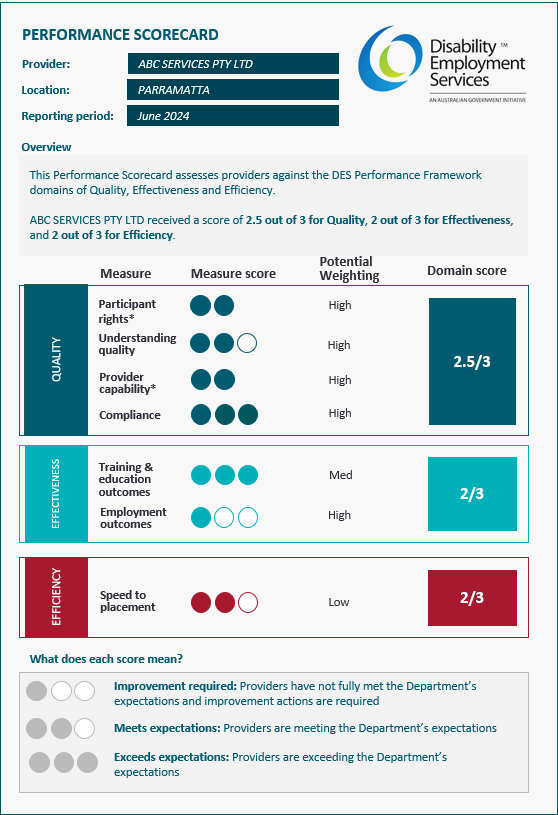 PERFORMANCE SCORECARD
Provider: ABC SERVICES PTY LTD
Location: PARRAMATTA
Reporting period: June 2024
Disability ™
Employment
Services
AN AUSTRALIAN GOVERNMENT INITIATIVE
Overview
This Performance Scorecard assesses providers against the DES Performance Framework
domains of Quality, Effectiveness and Efficiency.
ABC SERVICES PTY LTD received a score of 2.5 out of 3 for Quality, 2 out of 3 for Effectiveness,
and 2 out of 3 for Efficiency.
Measure
Measure score
Potential
Weighting
Domain score
QUALITY
Participant
rights*
High
Understanding
quality
High
Provider
capability*
High
Compliance
High
2.5/3
EFFECTIVENESS
Training &
education
outcomes
Med
Employment
outcomes
High
2/3
EFFICIENCY
Speed to
placement
Low
2/3
What does each score mean?
Improvement required: Providers have not fully met the Department's
expectations and improvement actions are required
Meets expectations: Providers are meeting the Department's expectations
Exceeds expectations: Providers are exceeding the Department's
expectations